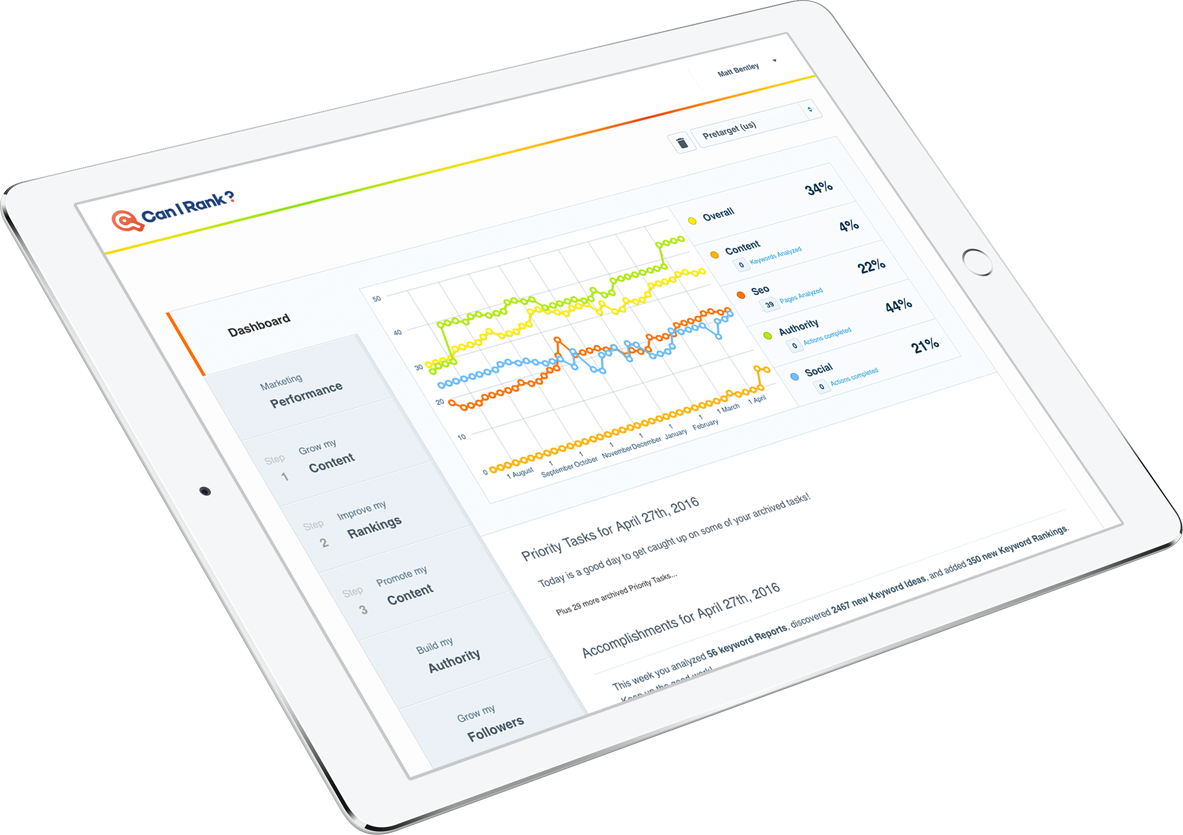 Matt Bentley
Pretarget (us)
Can I Rank?
Dashboard
Marketing
Performance
Step 1
Grow my
Content
Step 2
Improve my
Rankings
Step 3
Promote my
Content
Build my
Authority
Grow my
Followers
50
40
30
20
10
0
1 August
1 September
1 October
1 November
1 December
1 January
1 February
1 March
1 April
Overall 34%
Content 4%
0 Keywords Analyzed
Seo 22%
39 Pages Analyzed
Authority 44%
0 Actions completed
Social 21%
0 Actions completed
Priority Tasks for April 27th, 2016
Today is a good day to get caught up on some of your archived tasks!
Plus 29 more archived Priority Tasks...
Accomplishments for April 27th, 2016
This week you analyzed 56 keyword Reports, discovered 2467 new Keyword Ideas, and added 350 new Keyword Rankings.
Keep up the good work!